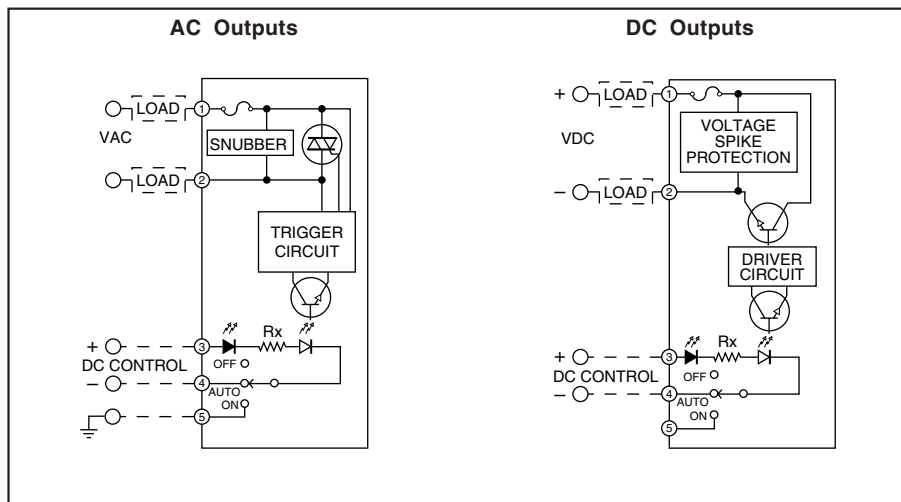 AC Outputs
LOAD
1
VAC
SNUBBER
LOAD
2
TRIGGER
CIRCUIT
+
3
Rx
OFF
DC CONTROL
–
4
AUTO
ON
5
DC Outputs
+
LOAD
1
VDC
VOLTAGE
SPIKE
PROTECTION
–
LOAD
2
DRIVER
CIRCUIT
+
3
Rx
OFF
DC CONTROL
–
4
AUTO
ON
5